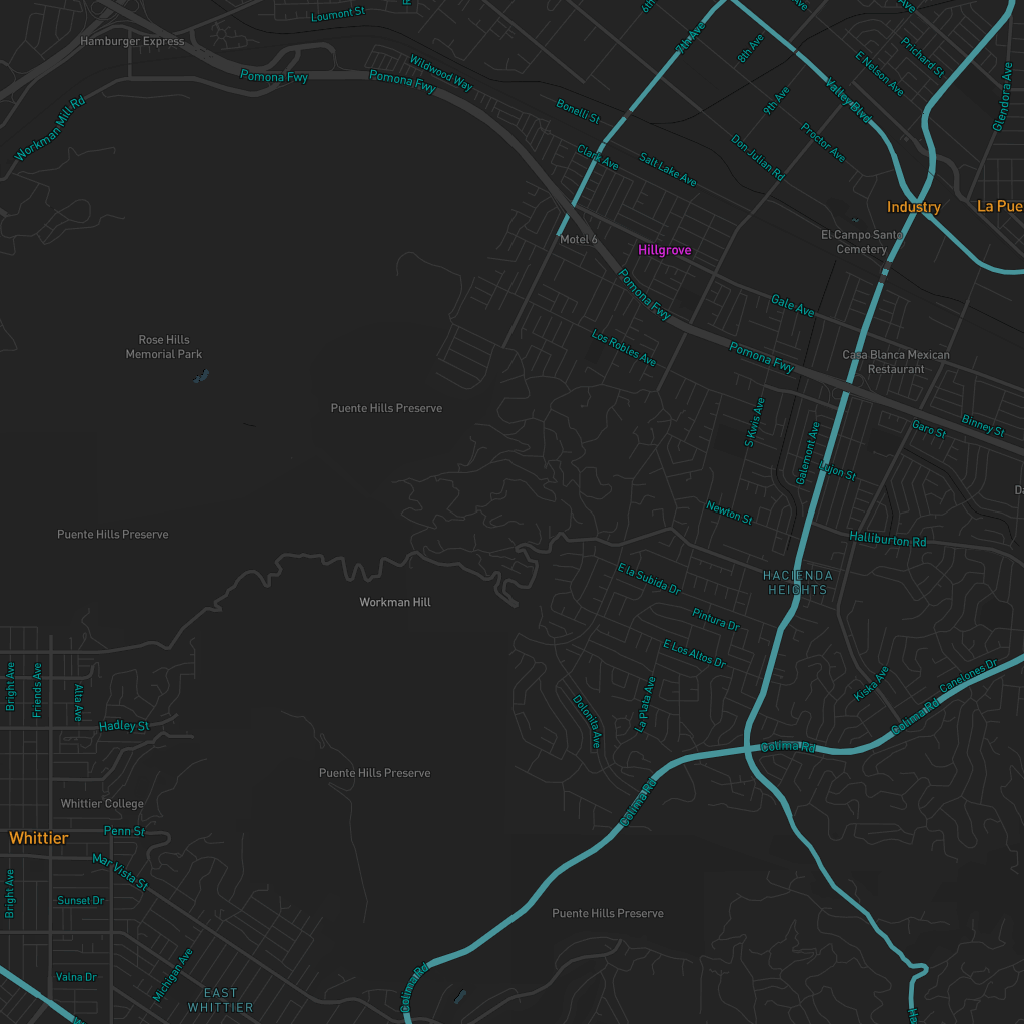 Loumont St
6th
7th Ave
8th Ave
Prichard St
E Nelson Ave
Hamburger Express
Pomona Fwy
Pomona Fwy
Wildwood Way
Valley Blvd
9th Ave
Glendora Ave
Workman Mill Rd
Bonelli St
Proctor Ave
Don Julian Rd
Clark Ave
Salt Lake Ave
Industry
La Pue
Motel 6
Hillgrove
El Campo Santo
Cemetery
Pomona Fwy
Gale Ave
Rose Hills
Memorial Park
Los Robles Ave
Pomona Fwy
Casa Blanca Mexican
Restaurant
Puente Hills Preserve
S Kwis Ave
Galemont Ave
Garo St
Binney St
Lujon St
Da
Newton St
Puente Hills Preserve
Halliburton Rd
E la Subida Dr
HACIENDA
HEIGHTS
Workman Hill
Pintura Dr
E Los Altos Dr
Bright Ave
Friends Ave
Alta Ave
Kiska Ave
Canelones Dr
La Plata Ave
Dolonita Ave
Colima Rd
Hadley St
Colima Rd
Puente Hills Preserve
Whittier College
Colima Rd
Penn St
Whittier
Mar Vista St
Bright Ave
Sunset Dr
Puente Hills Preserve
Michigan Ave
Valna Dr
Colima Rd
EAST
WHITTIER